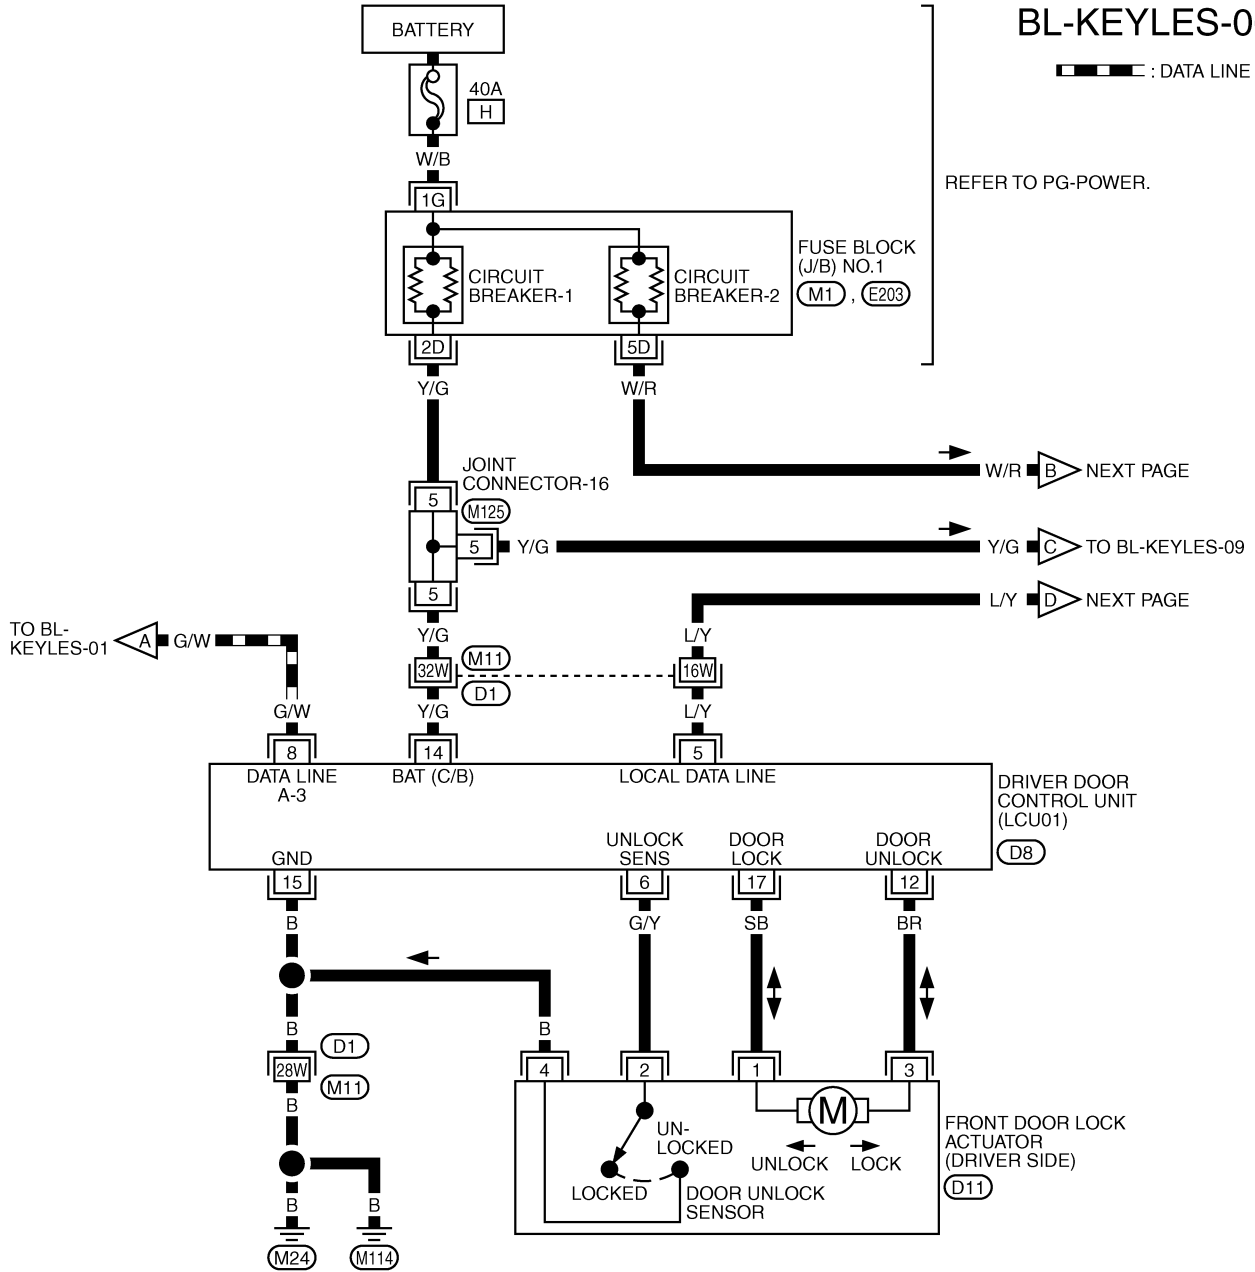 BL-KEYLES-0
: DATA LINE
BATTERY
40A
H
W/B
1G
REFER TO PG-POWER.
FUSE BLOCK
(J/B) NO.1
M1 , E203
CIRCUIT
BREAKER-1
CIRCUIT
BREAKER-2
2D
5D
Y/G
W/R
JOINT
CONNECTOR-16
M125
5
W/R
B
NEXT PAGE
5
Y/G
Y/G
C
TO BL-KEYLES-09
5
L/Y
D
NEXT PAGE
TO BL-
KEYLES-01
A
G/W
Y/G
L/Y
32W
M11
D1
16W
G/W
Y/G
L/Y
8
14
5
DATA LINE
A-3
BAT (C/B)
LOCAL DATA LINE
DRIVER DOOR
CONTROL UNIT
(LCU01)
D8
GND
UNLOCK
SENS
DOOR
LOCK
DOOR
UNLOCK
15
6
17
12
B
G/Y
SB
BR
B
B
D1
28W
M11
4
2
1
3
B
M
UN-
LOCKED
UNLOCK
LOCK
LOCKED
DOOR UNLOCK
SENSOR
FRONT DOOR LOCK
ACTUATOR
(DRIVER SIDE)
D11
B
B
M24
M114